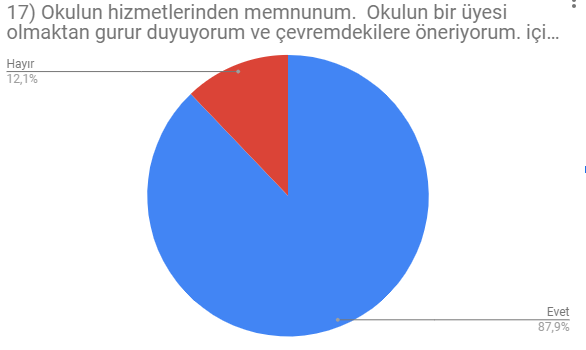 17) Okulun hizmetlerinden memnunum.  Okulun bir üyesi
olmaktan gurur duyuyorum ve çevremdekilere öneriyorum. içi...
Hayır
12,1%
Evet
87,9%